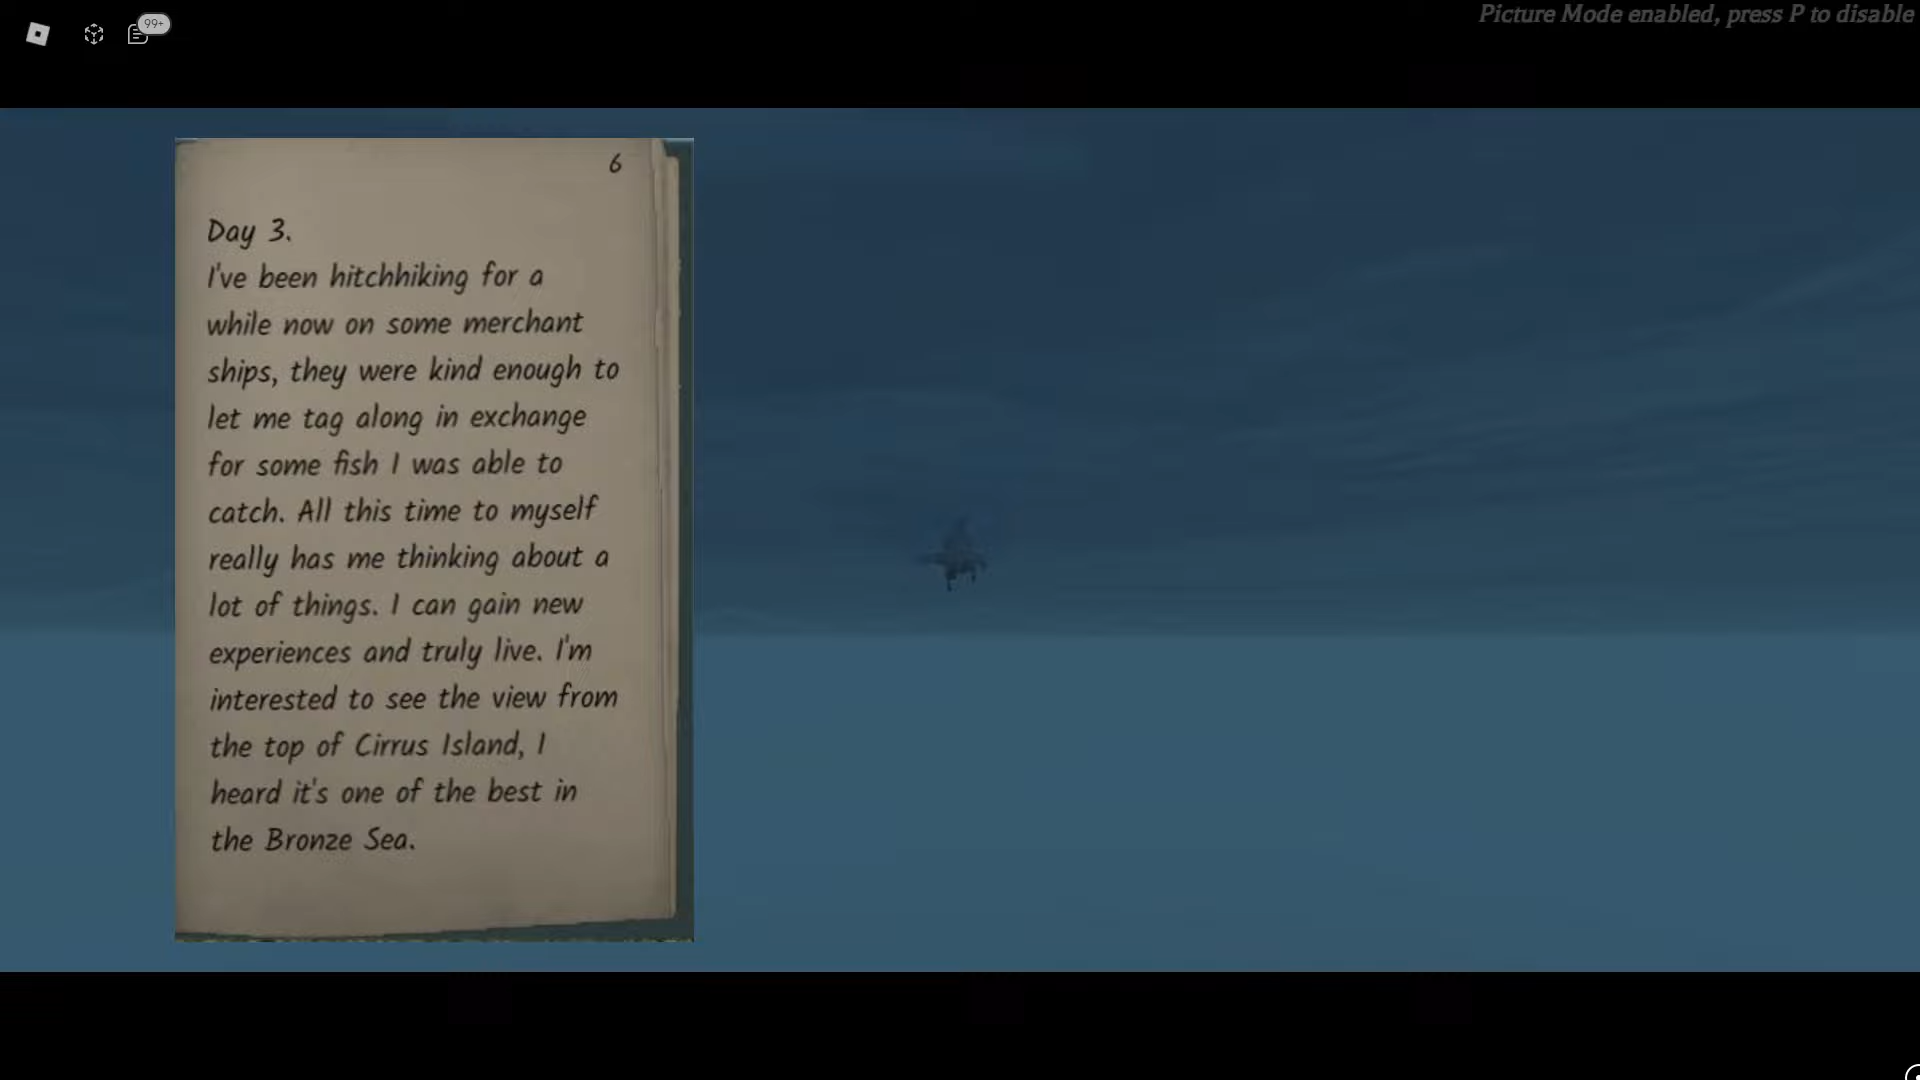 99+
Picture Mode enabled, press P to disable
6
Day 3.
I've been hitchhiking for a
while now on some merchant
ships, they were kind enough to
let me tag along in exchange
for some fish I was able to
catch. All this time to myself
really has me thinking about a
lot of things. I can gain new
experiences and truly live. I'm
interested to see the view from
the top of Cirrus Island, I
heard it's one of the best in
the Bronze Sea.